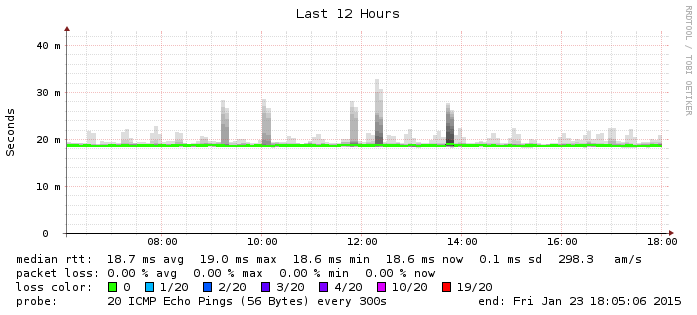 Last 12 Hours
RRDTOOL / TOBI OETIKER
Seconds
40 m
30 m
20 m
10 m
0
08:00 10:00 12:00 14:00 16:00 18:00
median rtt: 18.7 ms avg 19.0 ms max 18.6 ms min 18.6 ms now 0.1 ms sd 298.3 am/s
packet loss: 0.00 % avg 0.00 % max 0.00 % min 0.00 % now
loss color: 0 1/20 2/20 3/20 4/20 10/20 19/20
probe: 20 ICMP Echo Pings (56 Bytes) every 300s end: Fri Jan 23 18:05:06 2015